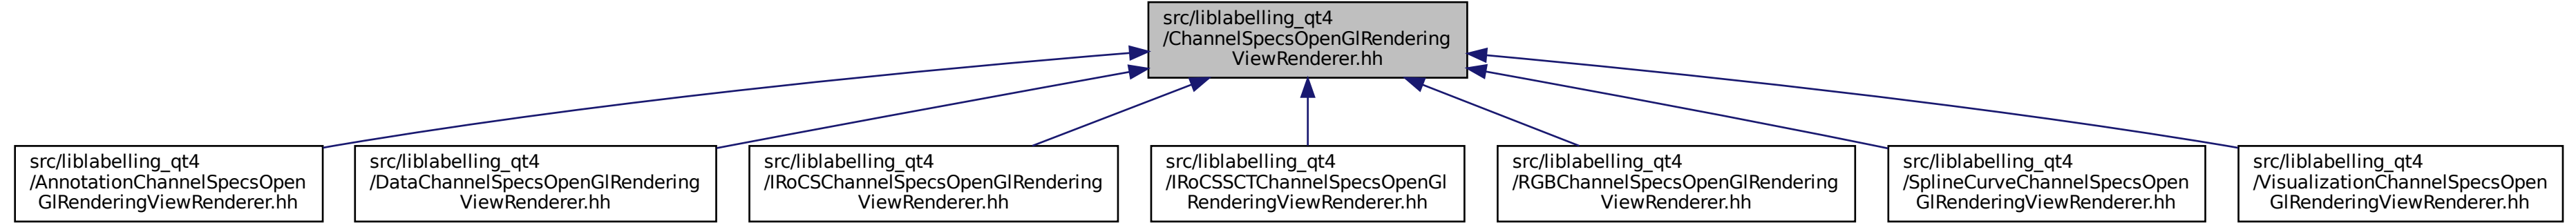 src/liblabelling_qt4
/ChannelSpecsOpenGlRendering
ViewRenderer.hh
src/liblabelling_qt4
/AnnotationChannelSpecsOpen
GlRenderingViewRenderer.hh
src/liblabelling_qt4
/DataChannelSpecsOpenGlRendering
ViewRenderer.hh
src/liblabelling_qt4
/IRoCSChannelSpecsOpenGlRendering
ViewRenderer.hh
src/liblabelling_qt4
/IRoCSSCTChannelSpecsOpenGl
RenderingViewRenderer.hh
src/liblabelling_qt4
/RGBChannelSpecsOpenGlRendering
ViewRenderer.hh
src/liblabelling_qt4
/SplineCurveChannelSpecsOpen
GlRenderingViewRenderer.hh
src/liblabelling_qt4
/VisualizationChannelSpecsOpen
GlRenderingViewRenderer.hh